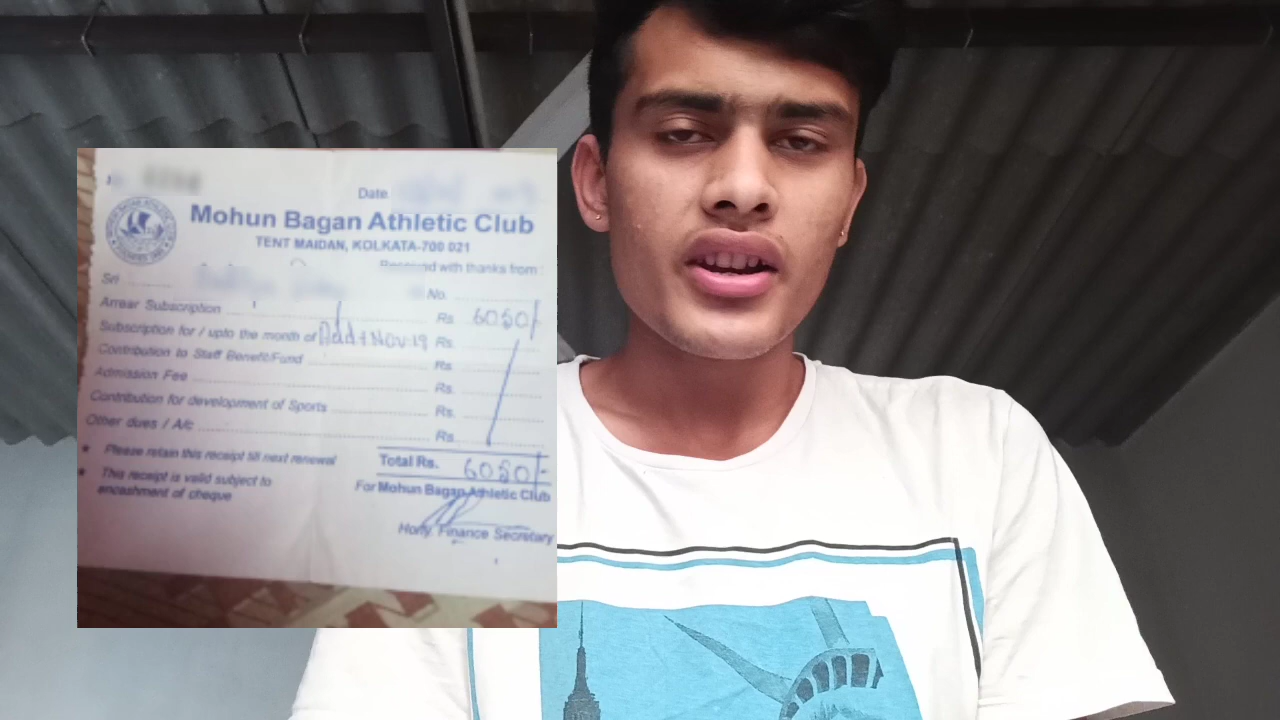 Date
Mohun Bagan Athletic Club
TENT MAIDAN, KOLKATA-700 021
Received with thanks from
Sri ............ No. ............
Arrear Subscription ............ Rs. 6050/-
Subscription for / upto the month of Nov-19 Rs. ............
Contribution to Staff Benefit/Fund ............ Rs. ............
Admission Fee ............ Rs. ............
Contribution for development of Sports ............ Rs. ............
Other dues / A/c ............ Rs. ............
* Please retain this receipt till next renewal
Total Rs. 6050/-
* This receipt is valid subject to
encashment of cheque
For Mohun Bagan Athletic Club
Hony. Finance Secretary